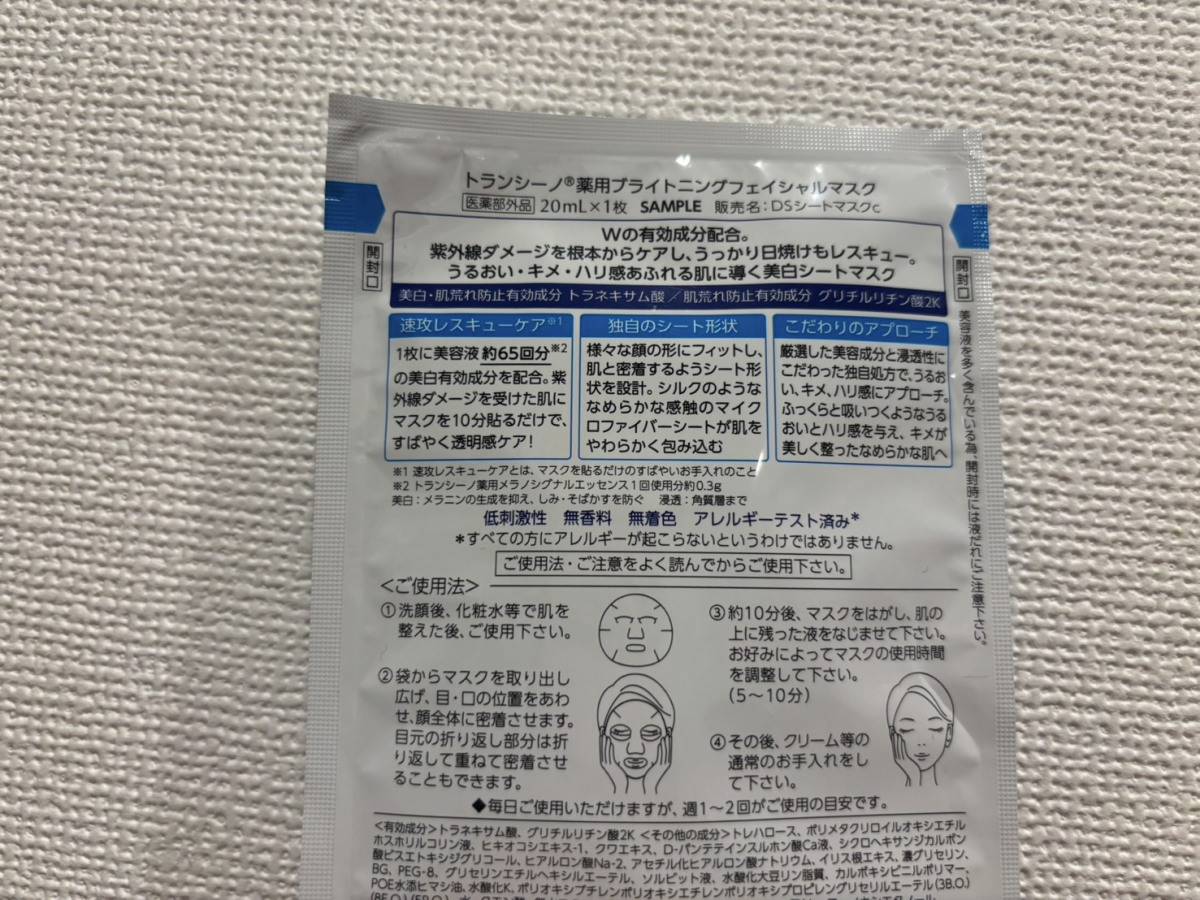 トランシーノ®薬用ブライトニングフェイシャルマスク
医薬部外品 20mL×1枚 SAMPLE 販売名:DSシートマスクc
Wの有効成分配合。
紫外線ダメージを根本からケアし、うっかり日焼けもレスキュー。
うるおい・キメ・ハリ感あふれる肌に導く美白シートマスク
美白・肌荒れ防止有効成分 トラネキサム酸 / 肌荒れ防止有効成分 グリチルリチン酸2K
開封口
開封口
美容液を多く含んでいる為、開封時には液だれにご注意下さい。
速攻レスキューケア※1
1枚に美容液 約65回分※2
の美白有効成分を配合。紫
外線ダメージを受けた肌に
マスクを10分貼るだけで、
すばやく透明感ケア!
独自のシート形状
様々な顔の形にフィットし、
肌と密着するようシート形
状を設計。シルクのような
なめらかな感触のマイク
ロファイバーシートが肌を
やわらかく包み込む
こだわりのアプローチ
厳選した美容成分と浸透性に
こだわった独自処方で、うるお
い、キメ、ハリ感にアプローチ。
ふっくらと吸いつくようなうる
おいとハリ感を与え、キメが
美しく整ったなめらかな肌へ
※1 速攻レスキューケアとは、マスクを貼るだけのすばやいお手入れのこと
※2 トランシーノ薬用メラノシグナルエッセンス1回使用分約0.3g
美白:メラニンの生成を抑え、しみ・そばかすを防ぐ 浸透:角質層まで
低刺激性 無香料 無着色 アレルギーテスト済み*
*すべての方にアレルギーが起こらないというわけではありません。
ご使用法・ご注意をよく読んでからご使用下さい。
<ご使用法>
①洗顔後、化粧水等で肌を
整えた後、ご使用下さい。
②袋からマスクを取り出し
広げ、目・口の位置をあわ
せ、顔全体に密着させます。
目元の折り返し部分は折
り返して重ねて密着させ
ることもできます。
③約10分後、マスクをはがし、肌の
上に残った液をなじませて下さい。
お好みによってマスクの使用時間
を調整して下さい。
(5~10分)
④その後、クリーム等の
通常のお手入れをし
て下さい。
◆毎日ご使用いただけますが、週1~2回がご使用の目安です。
<有効成分>トラネキサム酸、グリチルリチン酸2K <その他の成分>トレハロース、ポリメタクリロイルオキシエチル
ホスホリルコリン液、ヒキオコシエキス-1、クワエキス、D-パンテテインスルホン酸Ca液、シクロヘキサンジカルボン
酸ビスエトキシジグリコール、ヒアルロン酸Na-2、アセチル化ヒアルロン酸ナトリウム、イリス根エキス、濃グリセリン、
BG、PEG-8、グリセリンエチルヘキシルエーテル、ソルビット液、水酸化大豆リン脂質、カルボキシビニルポリマー、
POE水添ヒマシ油、水酸化K、ポリオキシブチレンポリオキシエチレンポリオキシプロピレングリセリルエーテル(3B.O.)